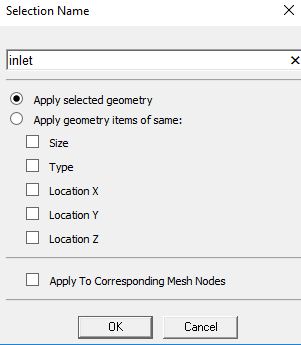 Selection Name
inlet
Apply selected geometry
Apply geometry items of same:
Size
Type
Location X
Location Y
Location Z
Apply To Corresponding Mesh Nodes
OK Cancel